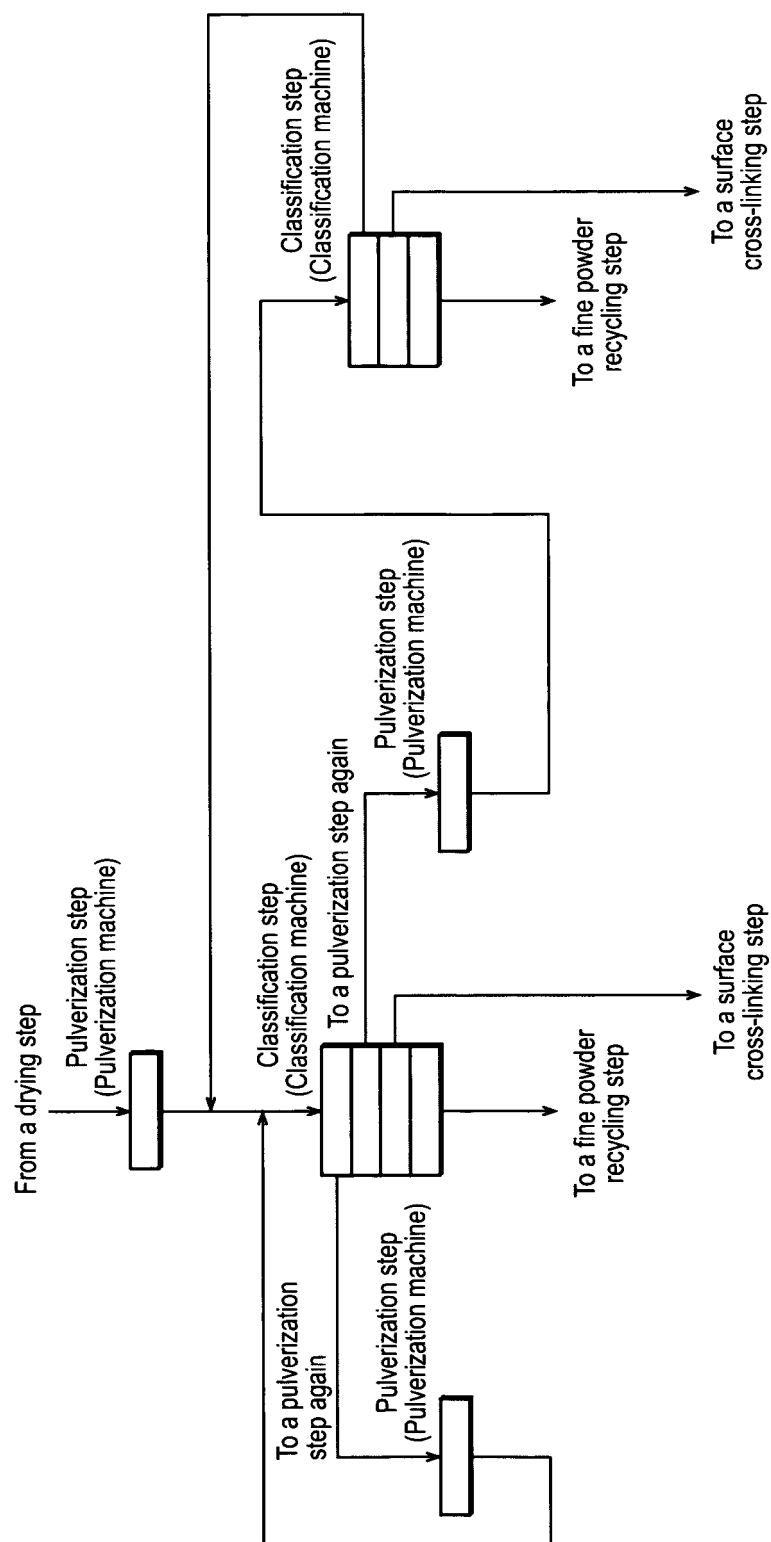 From a drying step
Pulverization step
(Pulverization machine)
Classification step
(Classification machine)
To a pulverization step again
To a pulverization
step again
Pulverization step
(Pulverization machine)
To a fine powder
recycling step
To a surface
cross-linking step
Pulverization step
(Pulverization machine)
Classification step
(Classification machine)
To a fine powder
recycling step
To a surface
cross-linking step